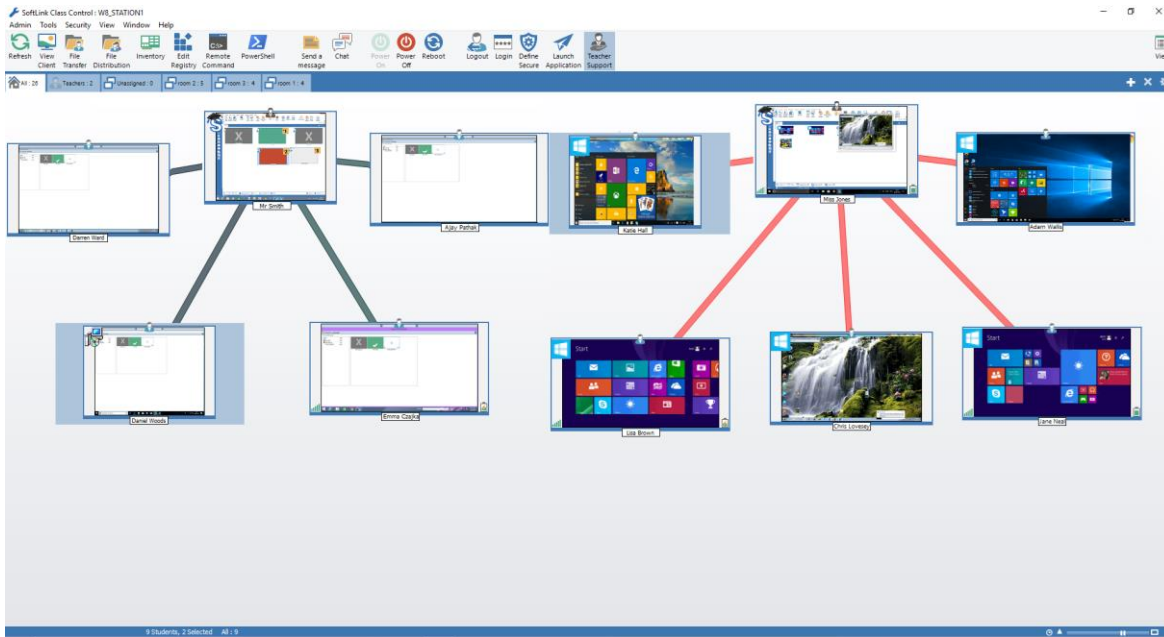 SoftLink Class Control : W8_STATION1
Admin Tools Security View Window Help
Refresh View Client File Transfer File Distribution Inventory Edit Registry Remote Command PowerShell Send a message Chat Power On Power Off Reboot Logout Login Define Secure Launch Application Teacher Support
All : 26 Teachers : 2 Unassigned : 0 room 2 : 5 room 3 : 4 room 1 : 4
Darren Ward
Mr Smith
Ajay Pathak
Katie Hall
Miss Jones
Adam Wallis
Daniel Woods
Emma Czajka
Start
Lisa Brown
Chris Lovesey
Start
9 Students, 2 Selected All : 9